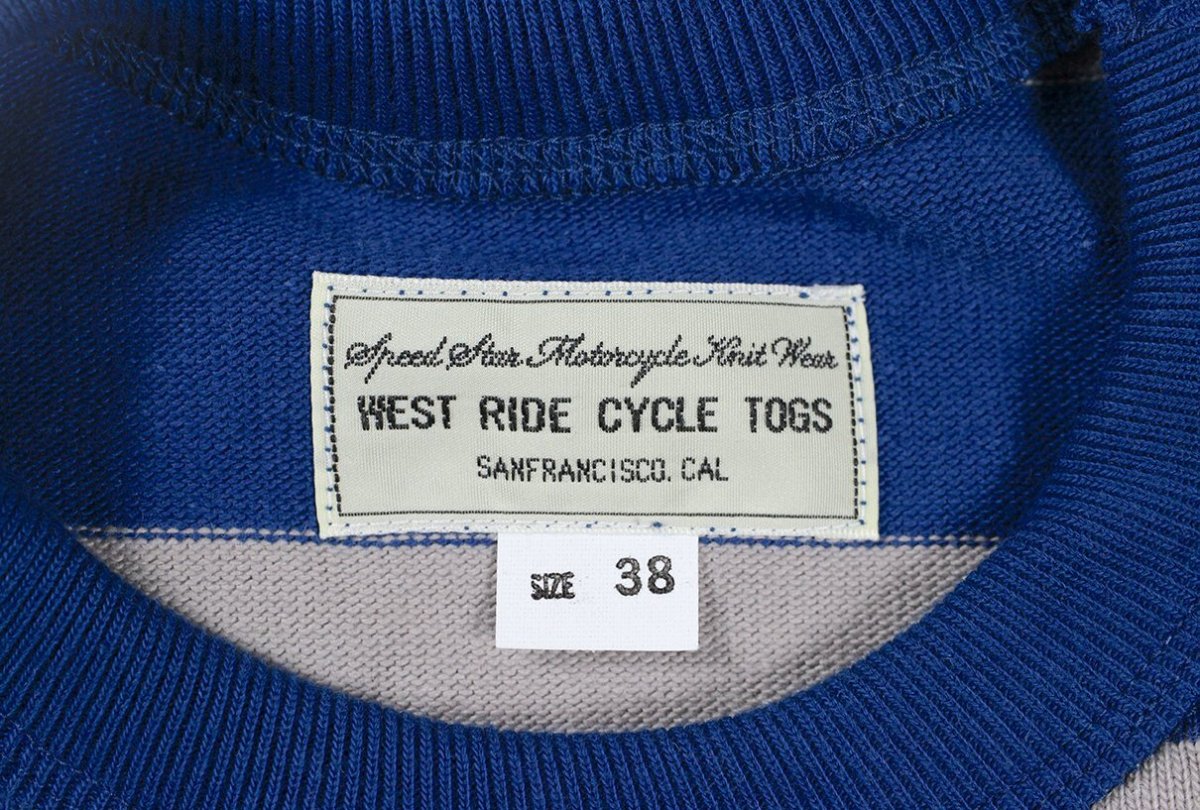 Speed Star Motorcycle Knit Wear
WEST RIDE CYCLE TOGS
SANFRANCISCO. CAL
SIZE 38